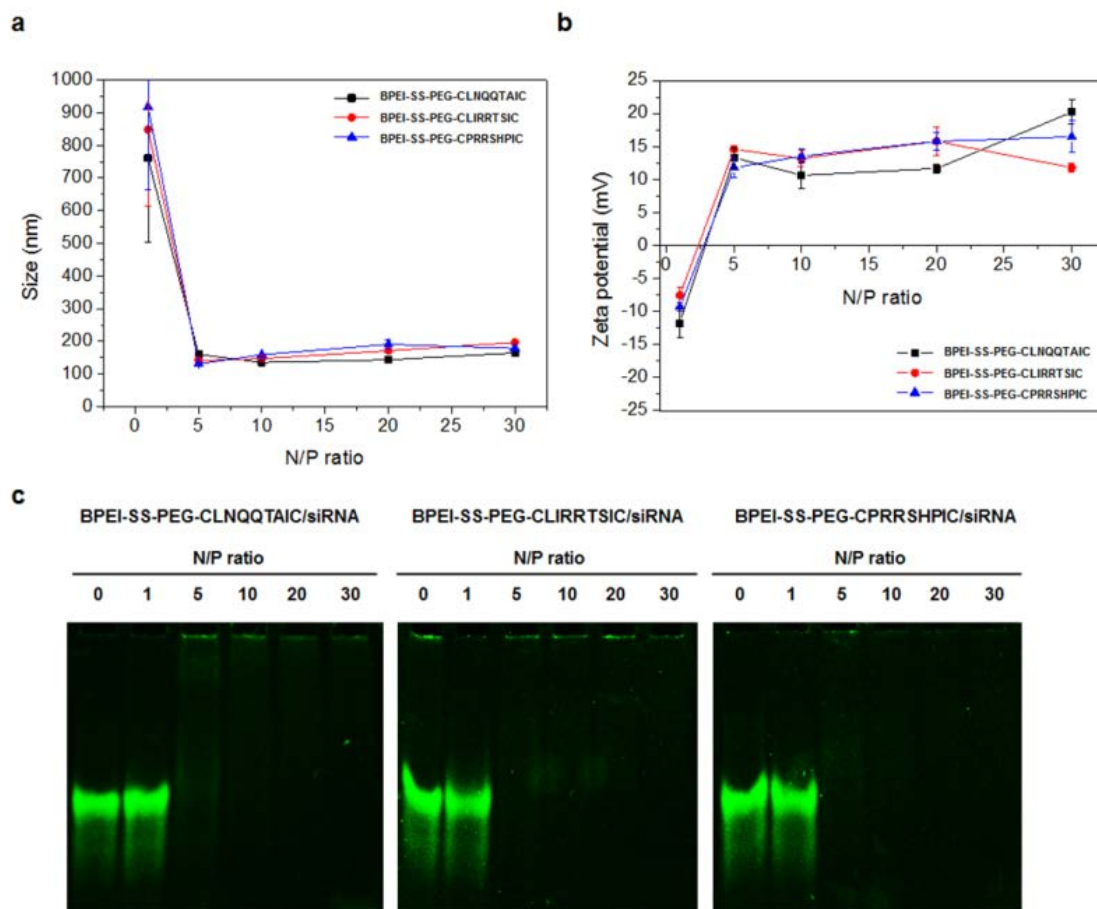 a
1000
900
800
700
600
500
400
300
200
100
0
Size (nm)
BPEI-SS-PEG-CLNQQTAIC
BPEI-SS-PEG-CLIRRTSIC
BPEI-SS-PEG-CPRRSHPIC
0 5 10 15 20 25 30
N/P ratio
b
25
20
15
10
5
0
-5
-10
-15
-20
-25
Zeta potential (mV)
0 5 10 15 20 25 30
N/P ratio
BPEI-SS-PEG-CLNQQTAIC
BPEI-SS-PEG-CLIRRTSIC
BPEI-SS-PEG-CPRRSHPIC
c
BPEI-SS-PEG-CLNQQTAIC/siRNA
N/P ratio
0 1 5 10 20 30
BPEI-SS-PEG-CLIRRTSIC/siRNA
N/P ratio
0 1 5 10 20 30
BPEI-SS-PEG-CPRRSHPIC/siRNA
N/P ratio
0 1 5 10 20 30